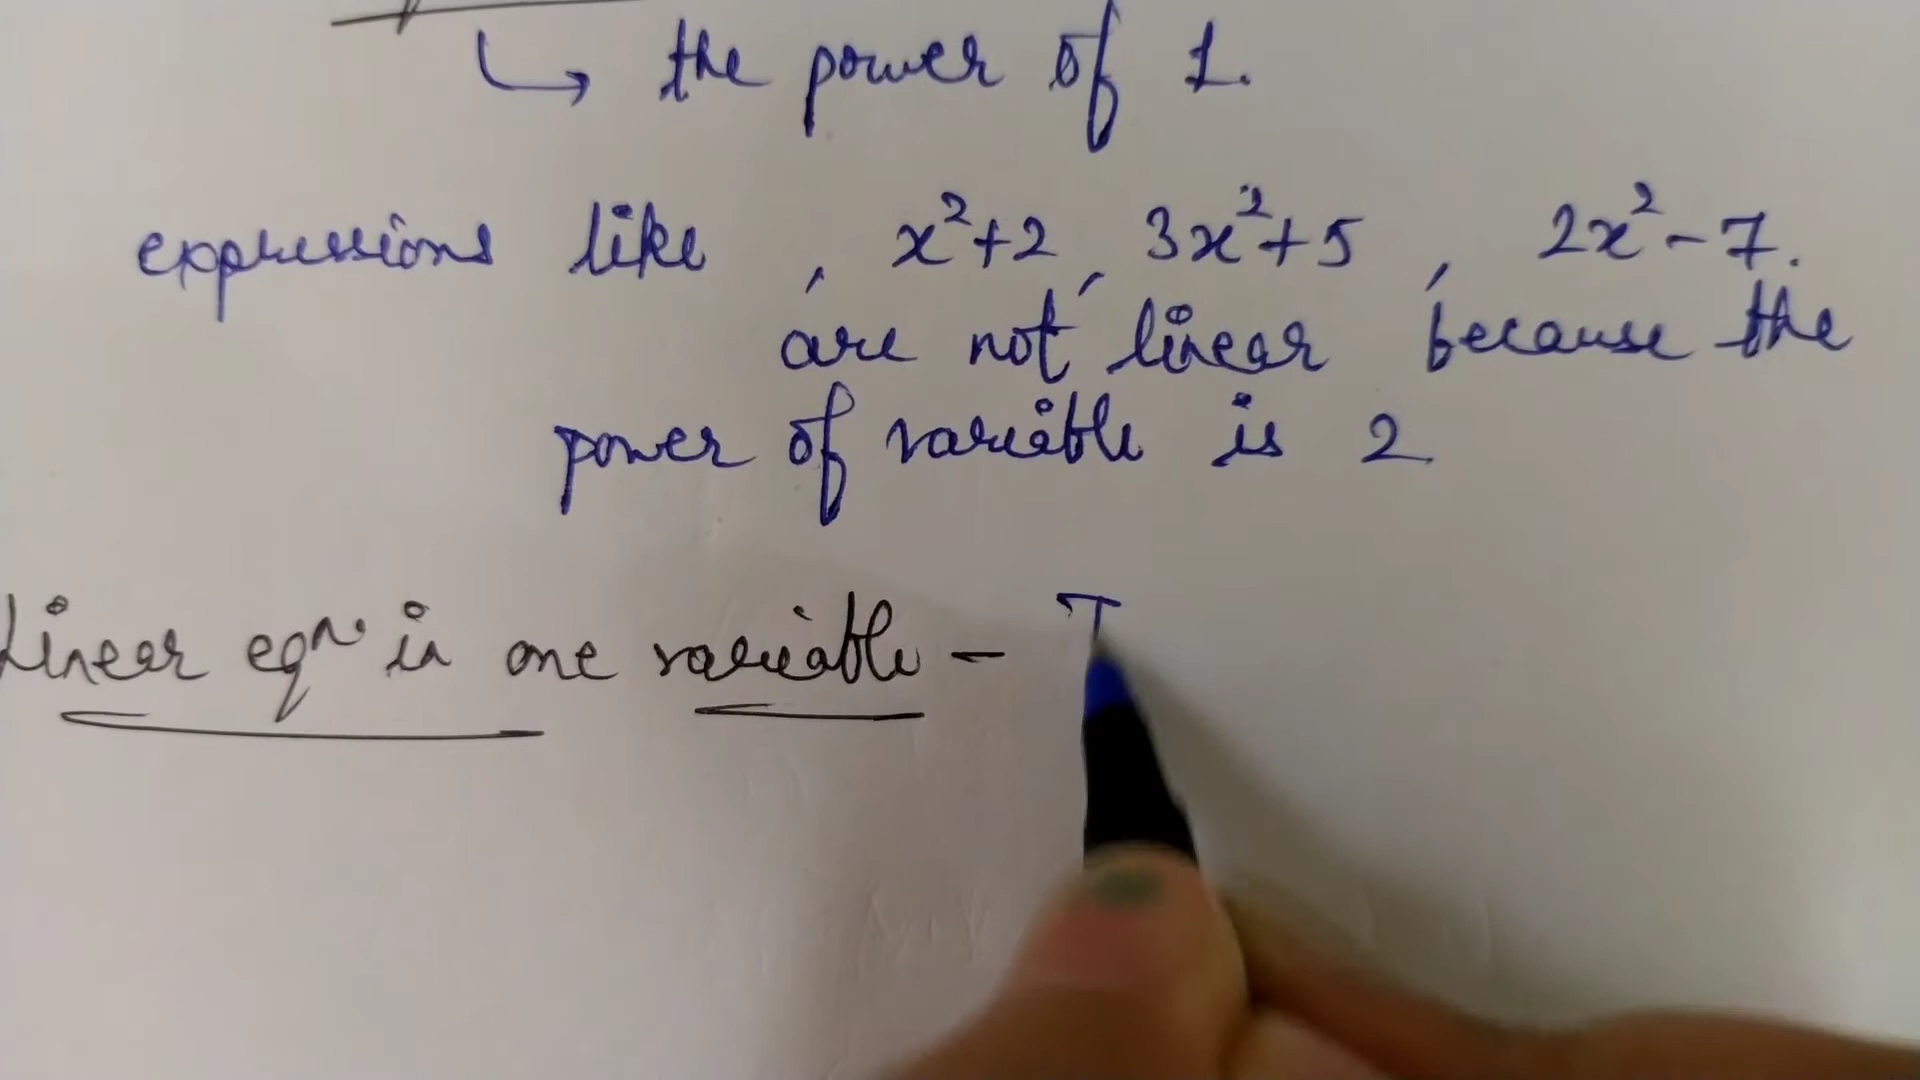 the power of 1.
expressions like , x²+2, 3x²+5 , 2x²-7.
are not linear because the
power of variable is 2
Linear eqⁿ. in one variable - T